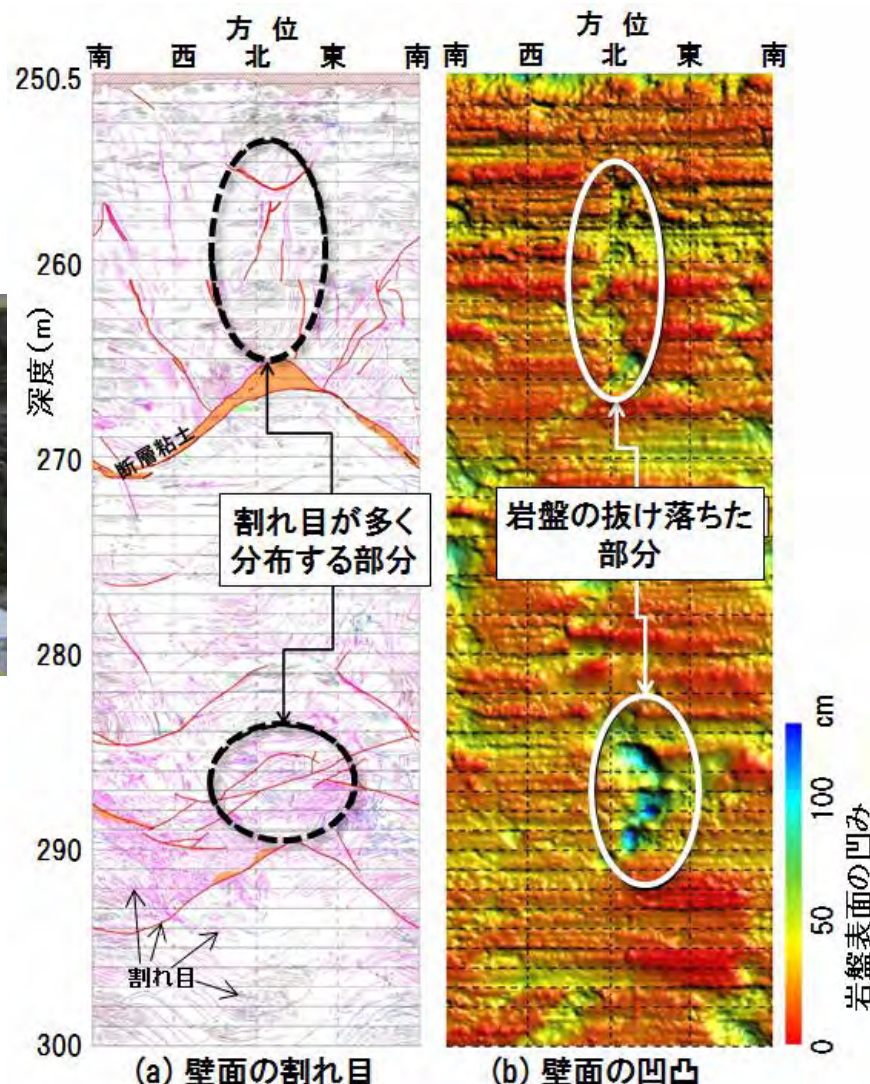 方 位
南 西 北 東 南
方 位
南 西 北 東 南
250.5
260
270
280
290
300
深度(m)
断層粘土
割れ目が多く
分布する部分
割れ目
岩盤の抜け落ちた
部分
cm
100
50
0
岩盤表面の凹み
(a) 壁面の割れ目
(b) 壁面の凹凸